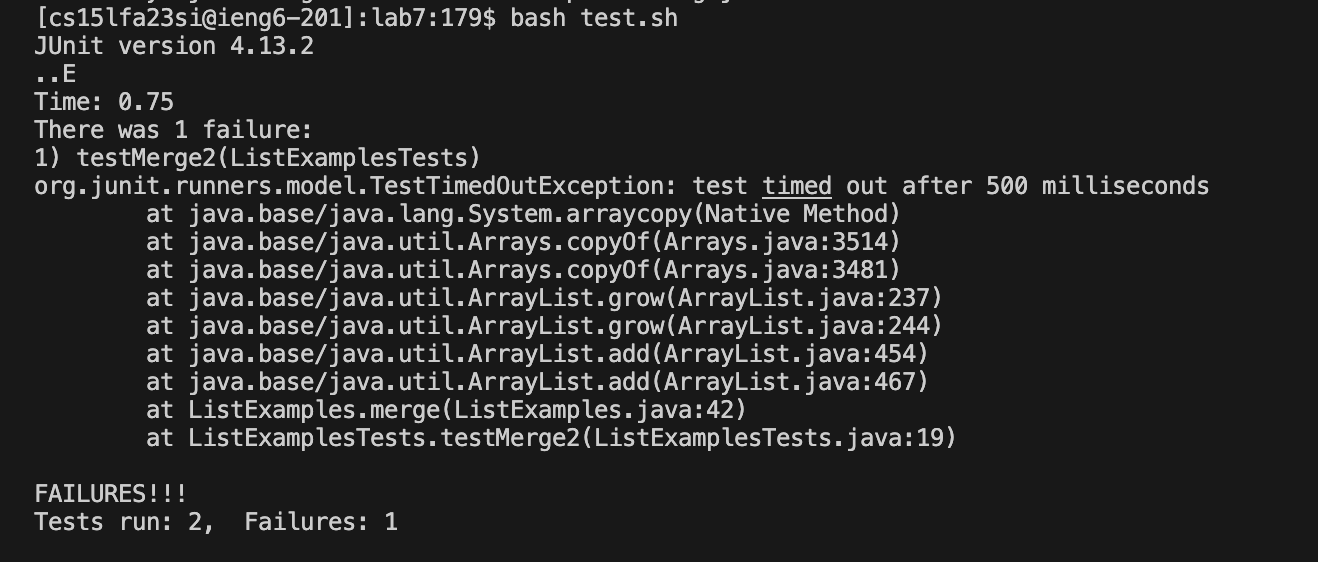 [cs15lfa23si@ieng6-201]:lab7:179$ bash test.sh
JUnit version 4.13.2
..E
Time: 0.75
There was 1 failure:
1) testMerge2(ListExamplesTests)
org.junit.runners.model.TestTimedOutException: test timed out after 500 milliseconds
        at java.base/java.lang.System.arraycopy(Native Method)
        at java.base/java.util.Arrays.copyOf(Arrays.java:3514)
        at java.base/java.util.Arrays.copyOf(Arrays.java:3481)
        at java.base/java.util.ArrayList.grow(ArrayList.java:237)
        at java.base/java.util.ArrayList.grow(ArrayList.java:244)
        at java.base/java.util.ArrayList.add(ArrayList.java:454)
        at java.base/java.util.ArrayList.add(ArrayList.java:467)
        at ListExamples.merge(ListExamples.java:42)
        at ListExamplesTests.testMerge2(ListExamplesTests.java:19)

FAILURES!!!
Tests run: 2,  Failures: 1